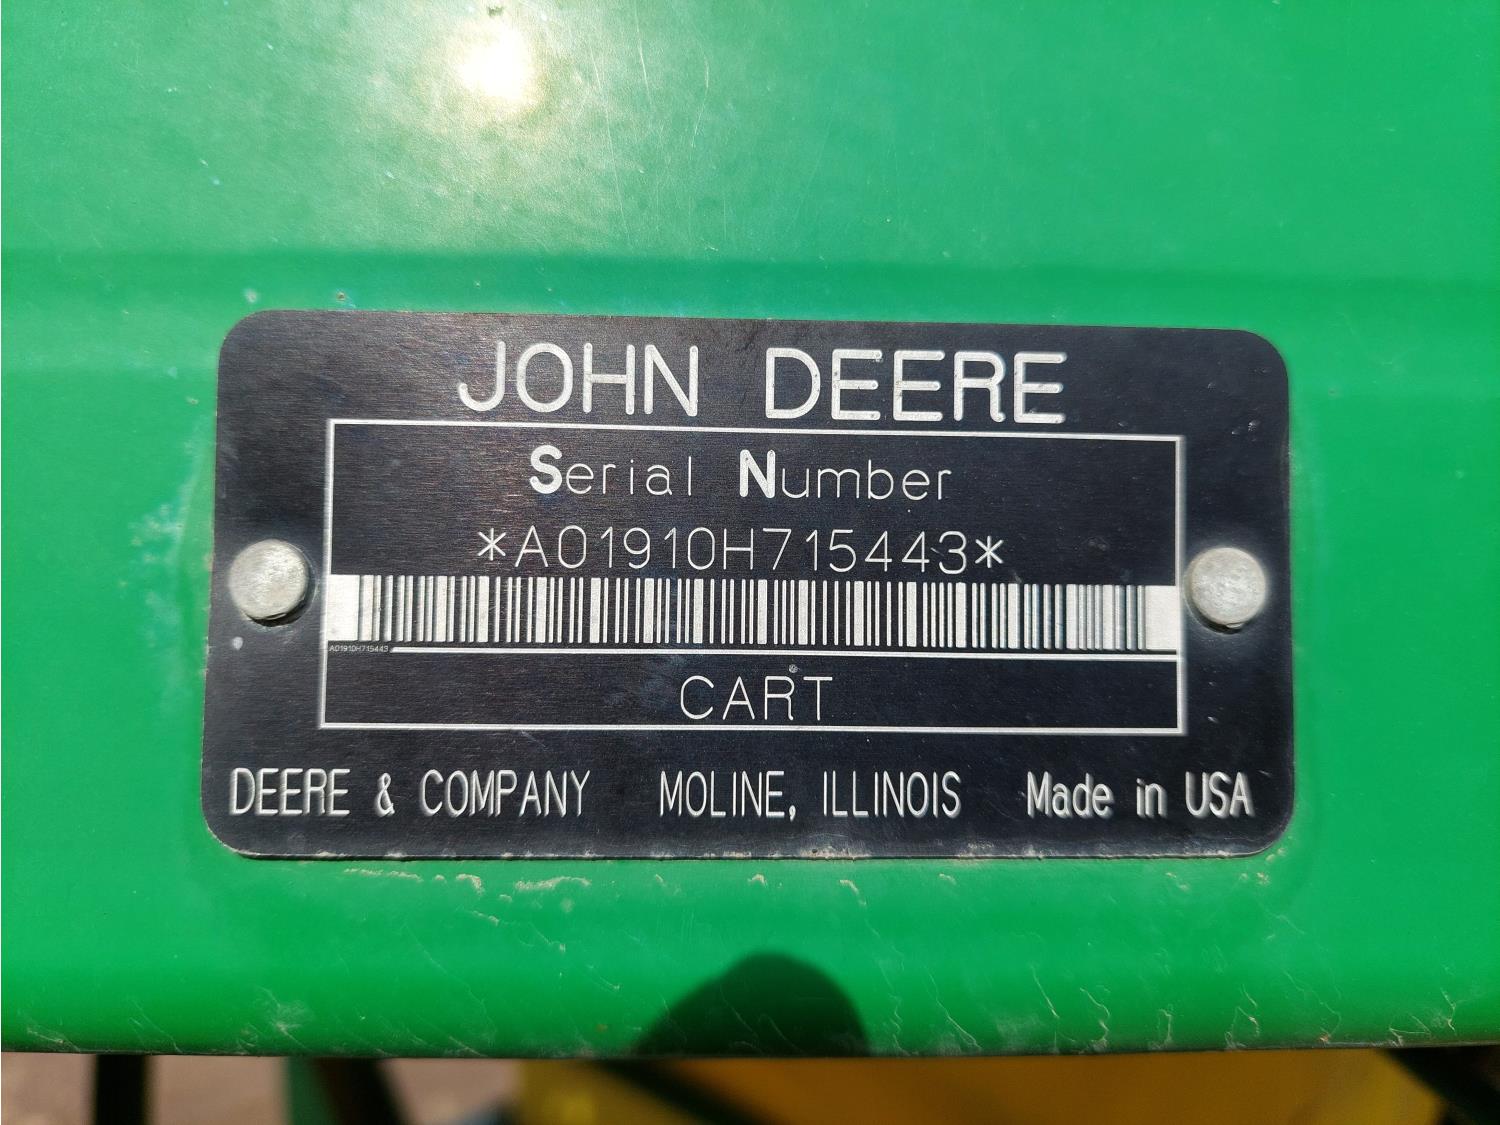 JOHN DEERE
Serial Number
*A01910H715443*
A01910H715443
CART
DEERE & COMPANY MOLINE, ILLINOIS Made in USA